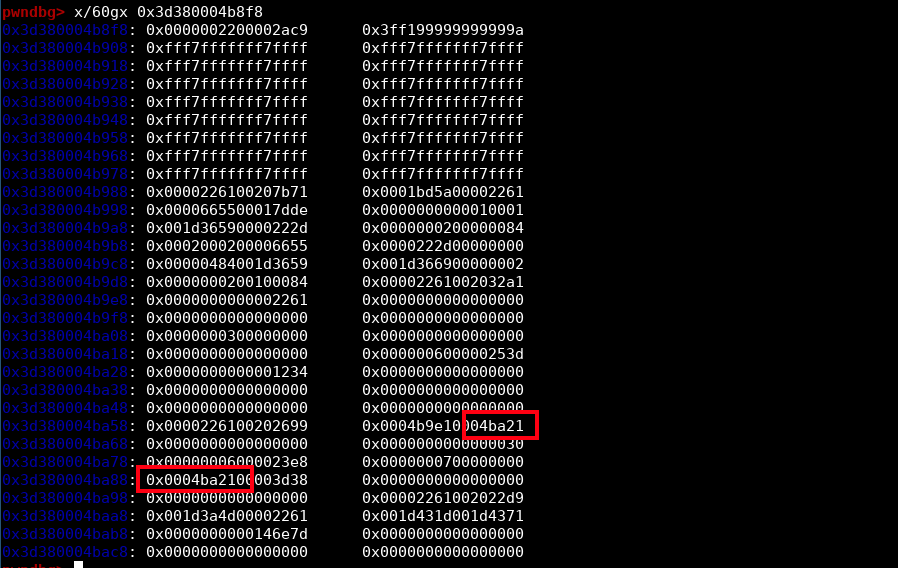 pwndbg> x/60gx 0x3d380004b8f8
0x3d380004b8f8: 0x0000002200002ac9 0x3ff199999999999a
0x3d380004b908: 0xfff7fffffff7ffff 0xfff7fffffff7ffff
0x3d380004b918: 0xfff7fffffff7ffff 0xfff7fffffff7ffff
0x3d380004b928: 0xfff7fffffff7ffff 0xfff7fffffff7ffff
0x3d380004b938: 0xfff7fffffff7ffff 0xfff7fffffff7ffff
0x3d380004b948: 0xfff7fffffff7ffff 0xfff7fffffff7ffff
0x3d380004b958: 0xfff7fffffff7ffff 0xfff7fffffff7ffff
0x3d380004b968: 0xfff7fffffff7ffff 0xfff7fffffff7ffff
0x3d380004b978: 0xfff7fffffff7ffff 0xfff7fffffff7ffff
0x3d380004b988: 0x0000226100207b71 0x0001bd5a00002261
0x3d380004b998: 0x0000665500017dde 0x0000000000010001
0x3d380004b9a8: 0x001d36590000222d 0x0000000200000084
0x3d380004b9b8: 0x0002000200006655 0x0000222d00000000
0x3d380004b9c8: 0x00000484001d3659 0x001d366900000002
0x3d380004b9d8: 0x0000000200100084 0x00002261002032a1
0x3d380004b9e8: 0x0000000000002261 0x0000000000000000
0x3d380004b9f8: 0x0000000000000000 0x0000000000000000
0x3d380004ba08: 0x0000000300000000 0x0000000000000000
0x3d380004ba18: 0x0000000000000000 0x000000600000253d
0x3d380004ba28: 0x0000000000001234 0x0000000000000000
0x3d380004ba38: 0x0000000000000000 0x0000000000000000
0x3d380004ba48: 0x0000000000000000 0x0000000000000000
0x3d380004ba58: 0x0000226100202699 0x0004b9e10004ba21
0x3d380004ba68: 0x0000000000000000 0x0000000000000030
0x3d380004ba78: 0x00000006000023e8 0x0000000700000000
0x3d380004ba88: 0x0004ba2100003d38 0x0000000000000000
0x3d380004ba98: 0x0000000000000000 0x00002261002022d9
0x3d380004baa8: 0x001d3a4d00002261 0x001d431d001d4371
0x3d380004bab8: 0x0000000000146e7d 0x0000000000000000
0x3d380004bac8: 0x0000000000000000 0x0000000000000000
pwndbg>